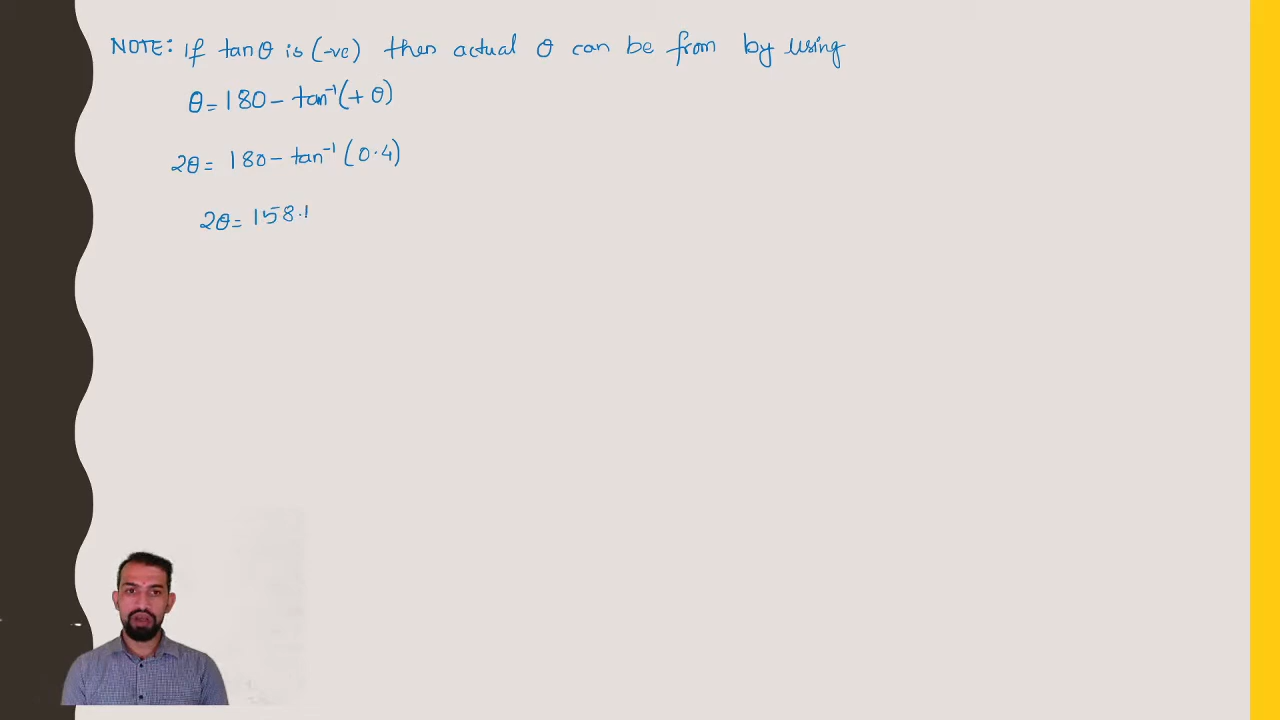 NOTE: If tanθ is (-ve) then actual θ can be from by using
θ = 180 - tan⁻¹(+ θ)
2θ = 180 - tan⁻¹(0.4)
2θ = 158.1